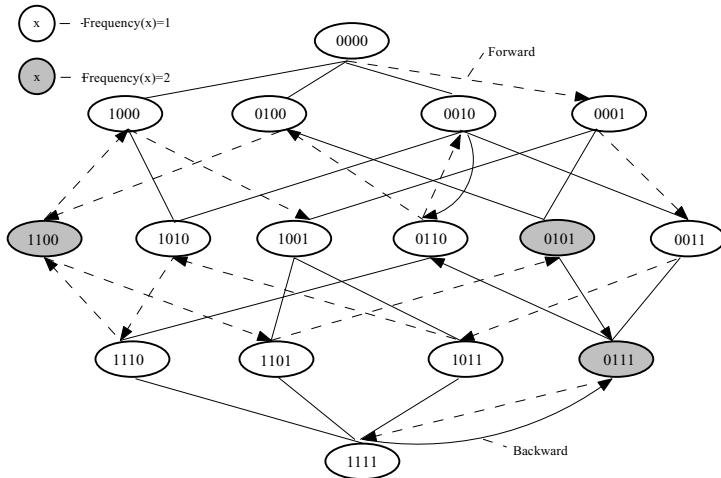 x -Frequency(x)=1
0000
Forward
x -Frequency(x)=2
1000 0100 0010 0001
1100 1010 1001 0110 0101 0011
1110 1101 1011 0111
Backward
1111